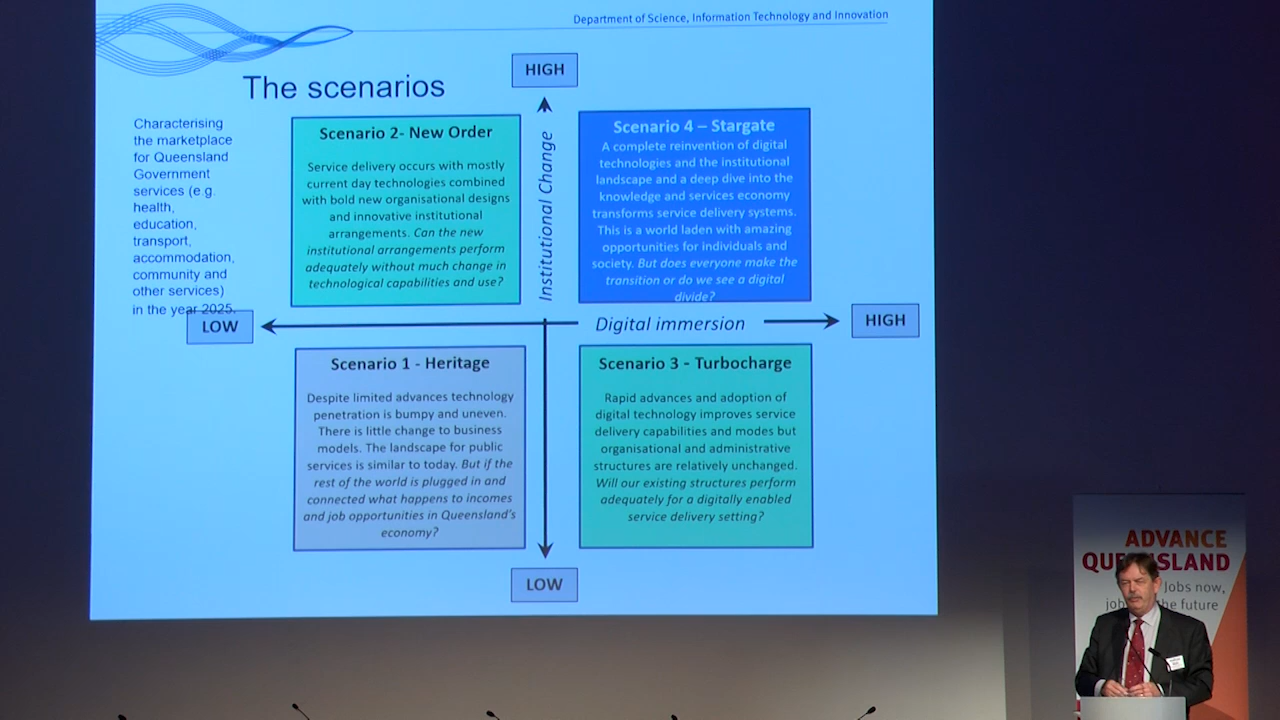 Department of Science, Information Technology and Innovation
The scenarios
Characterising
the marketplace
for Queensland
Government
services (e.g.
health,
education,
transport,
accommodation,
community and
other services)
in the year 2025.
HIGH
Institutional Change
Scenario 2- New Order
Service delivery occurs with mostly
current day technologies combined
with bold new organisational designs
and innovative institutional
arrangements. Can the new
institutional arrangements perform
adequately without much change in
technological capabilities and use?
Scenario 4 – Stargate
A complete reinvention of digital
technologies and the institutional
landscape and a deep dive into the
knowledge and services economy
transforms service delivery systems.
This is a world laden with amazing
opportunities for individuals and
society. But does everyone make the
transition or do we see a digital
divide?
LOW
Digital immersion
HIGH
Scenario 1 - Heritage
Despite limited advances technology
penetration is bumpy and uneven.
There is little change to business
models. The landscape for public
services is similar to today. But if the
rest of the world is plugged in and
connected what happens to incomes
and job opportunities in Queensland's
economy?
Scenario 3 - Turbocharge
Rapid advances and adoption of
digital technology improves service
delivery capabilities and modes but
organisational and administrative
structures are relatively unchanged.
Will our existing structures perform
adequately for a digitally enabled
service delivery setting?
LOW
ADVANCE
QUEENSLAND
Jobs now,
the future